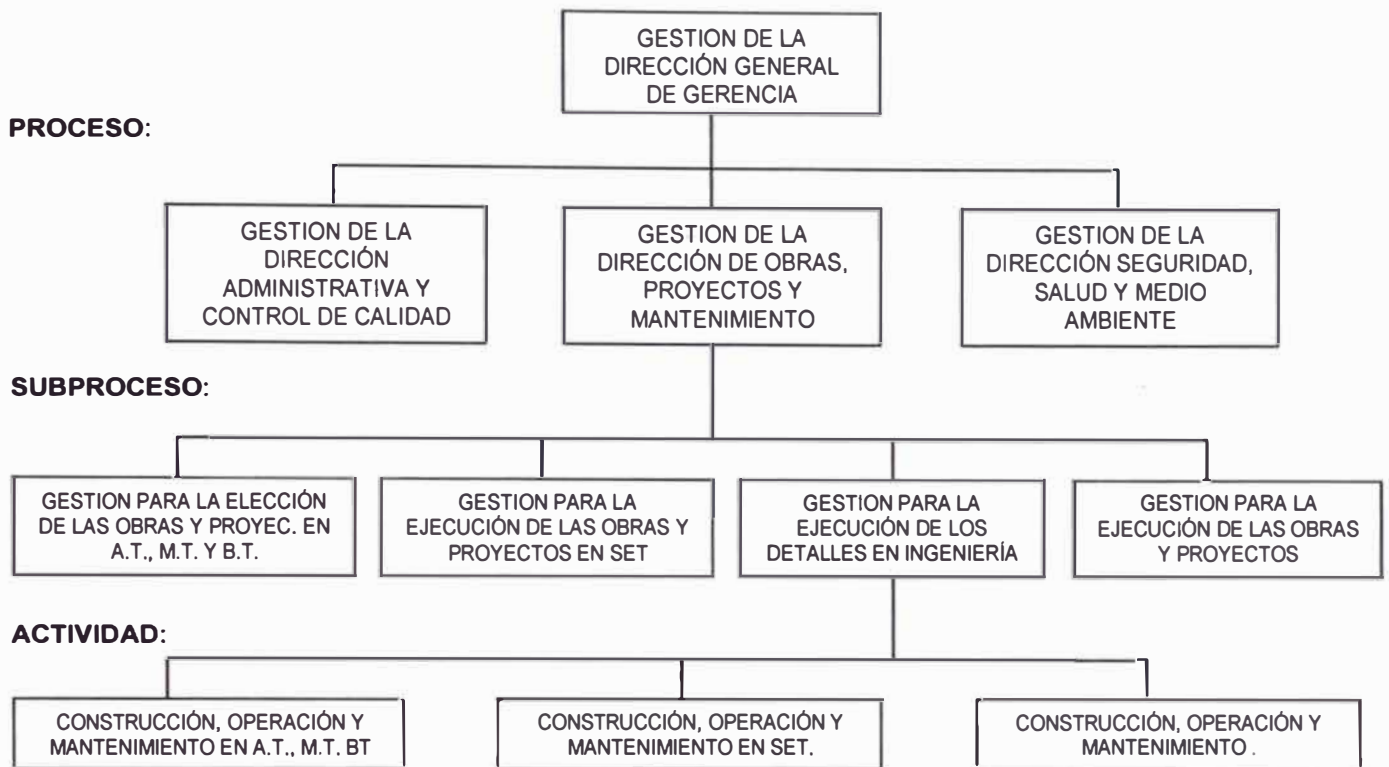 GESTION DE LA
DIRECCIÓN GENERAL
DE GERENCIA
PROCESO:
GESTION DE LA
DIRECCIÓN
ADMINISTRATIVA Y
CONTROL DE CALIDAD
GESTION DE LA
DIRECCIÓN DE OBRAS,
PROYECTOS Y
MANTENIMIENTO
GESTION DE LA
DIRECCIÓN SEGURIDAD,
SALUD Y MEDIO
AMBIENTE
SUBPROCESO:
GESTION PARA LA ELECCIÓN
DE LAS OBRAS Y PROYEC. EN
A.T., M.T. Y B.T.
GESTION PARA LA
EJECUCIÓN DE LAS OBRAS Y
PROYECTOS EN SET
GESTION PARA LA
EJECUCIÓN DE LOS
DETALLES EN INGENIERÍA
GESTION PARA LA
EJECUCIÓN DE LAS OBRAS
Y PROYECTOS
ACTIVIDAD:
CONSTRUCCIÓN, OPERACIÓN Y
MANTENIMIENTO EN A.T., M.T. BT
CONSTRUCCIÓN, OPERACIÓN Y
MANTENIMIENTO EN SET.
CONSTRUCCIÓN, OPERACIÓN Y
MANTENIMIENTO .